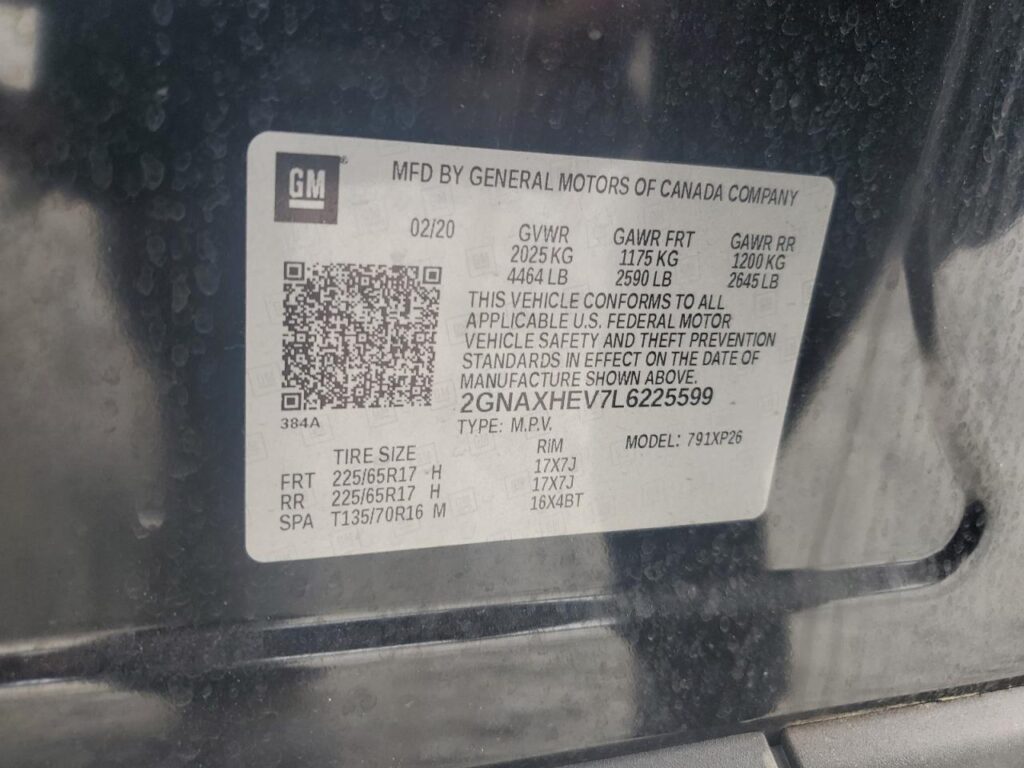 GM
MFD BY GENERAL MOTORS OF CANADA COMPANY
02/20
GVWR GAWR FRT GAWR RR
2025 KG 1175 KG 1200 KG
4464 LB 2590 LB 2645 LB
THIS VEHICLE CONFORMS TO ALL
APPLICABLE U.S. FEDERAL MOTOR
VEHICLE SAFETY AND THEFT PREVENTION
STANDARDS IN EFFECT ON THE DATE OF
MANUFACTURE SHOWN ABOVE.
2GNAXHEV7L6225599
384A
TYPE: M.P.V. MODEL: 791XP26
TIRE SIZE RIM
FRT 225/65R17 H 17X7J
RR 225/65R17 H 17X7J
SPA T135/70R16 M 16X4BT